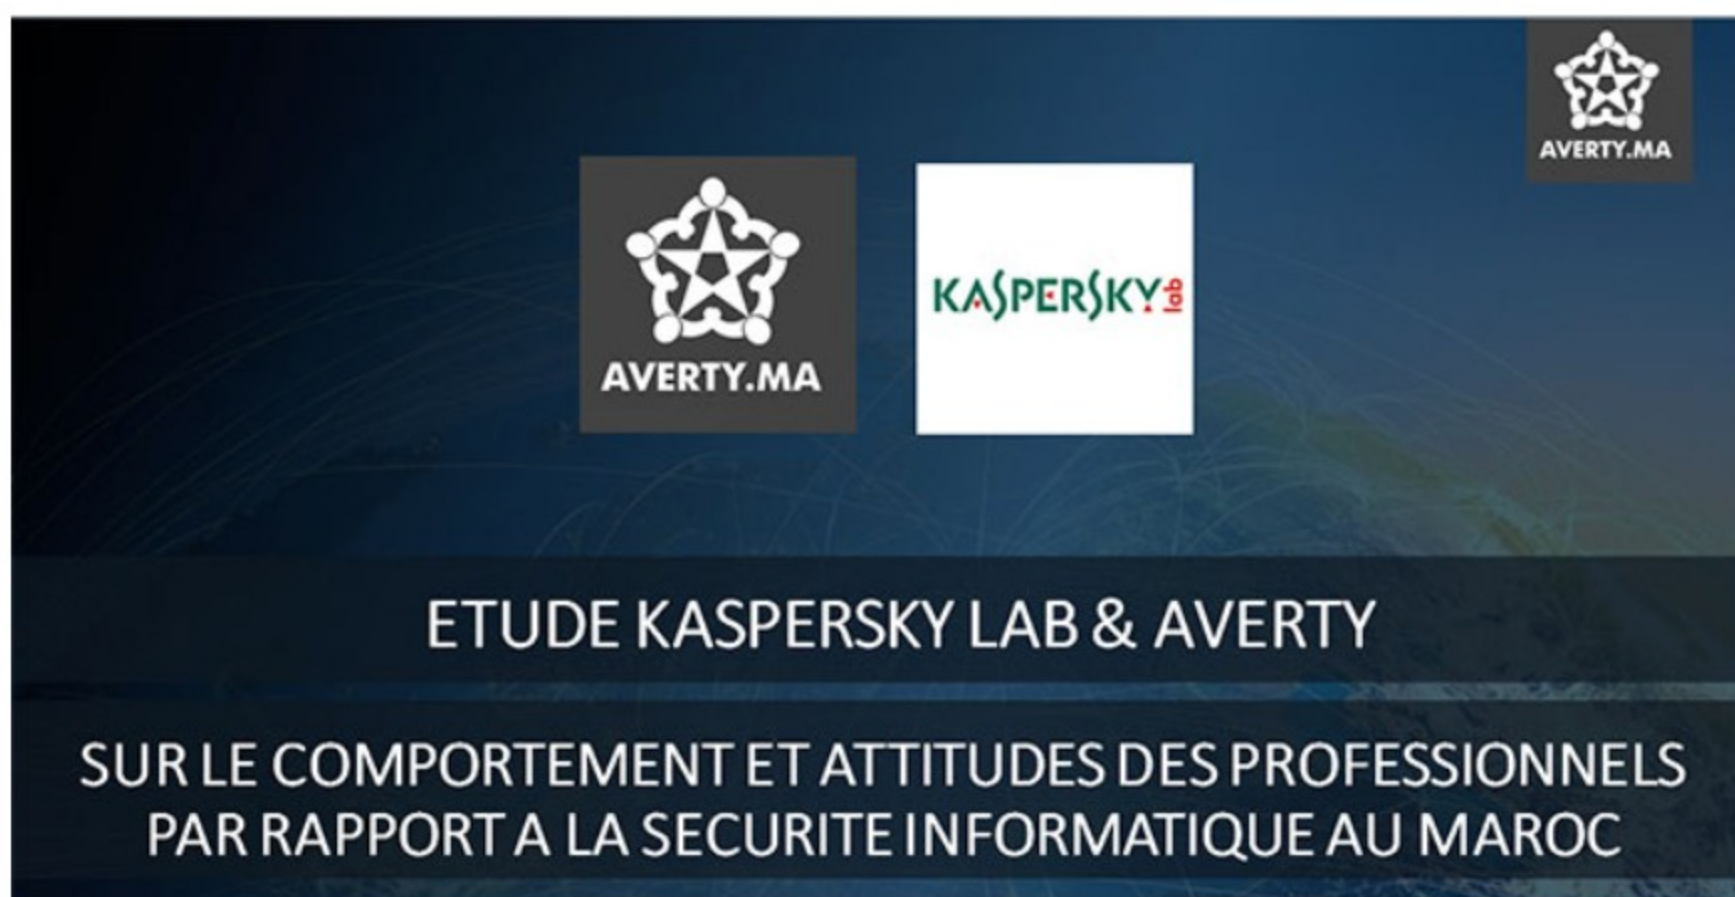 AVERTY.MA
AVERTY.MA
KASPERSKY lab
ETUDE KASPERSKY LAB & AVERTY
SUR LE COMPORTEMENT ET ATTITUDES DES PROFESSIONNELS
PAR RAPPORT A LA SECURITE INFORMATIQUE AU MAROC